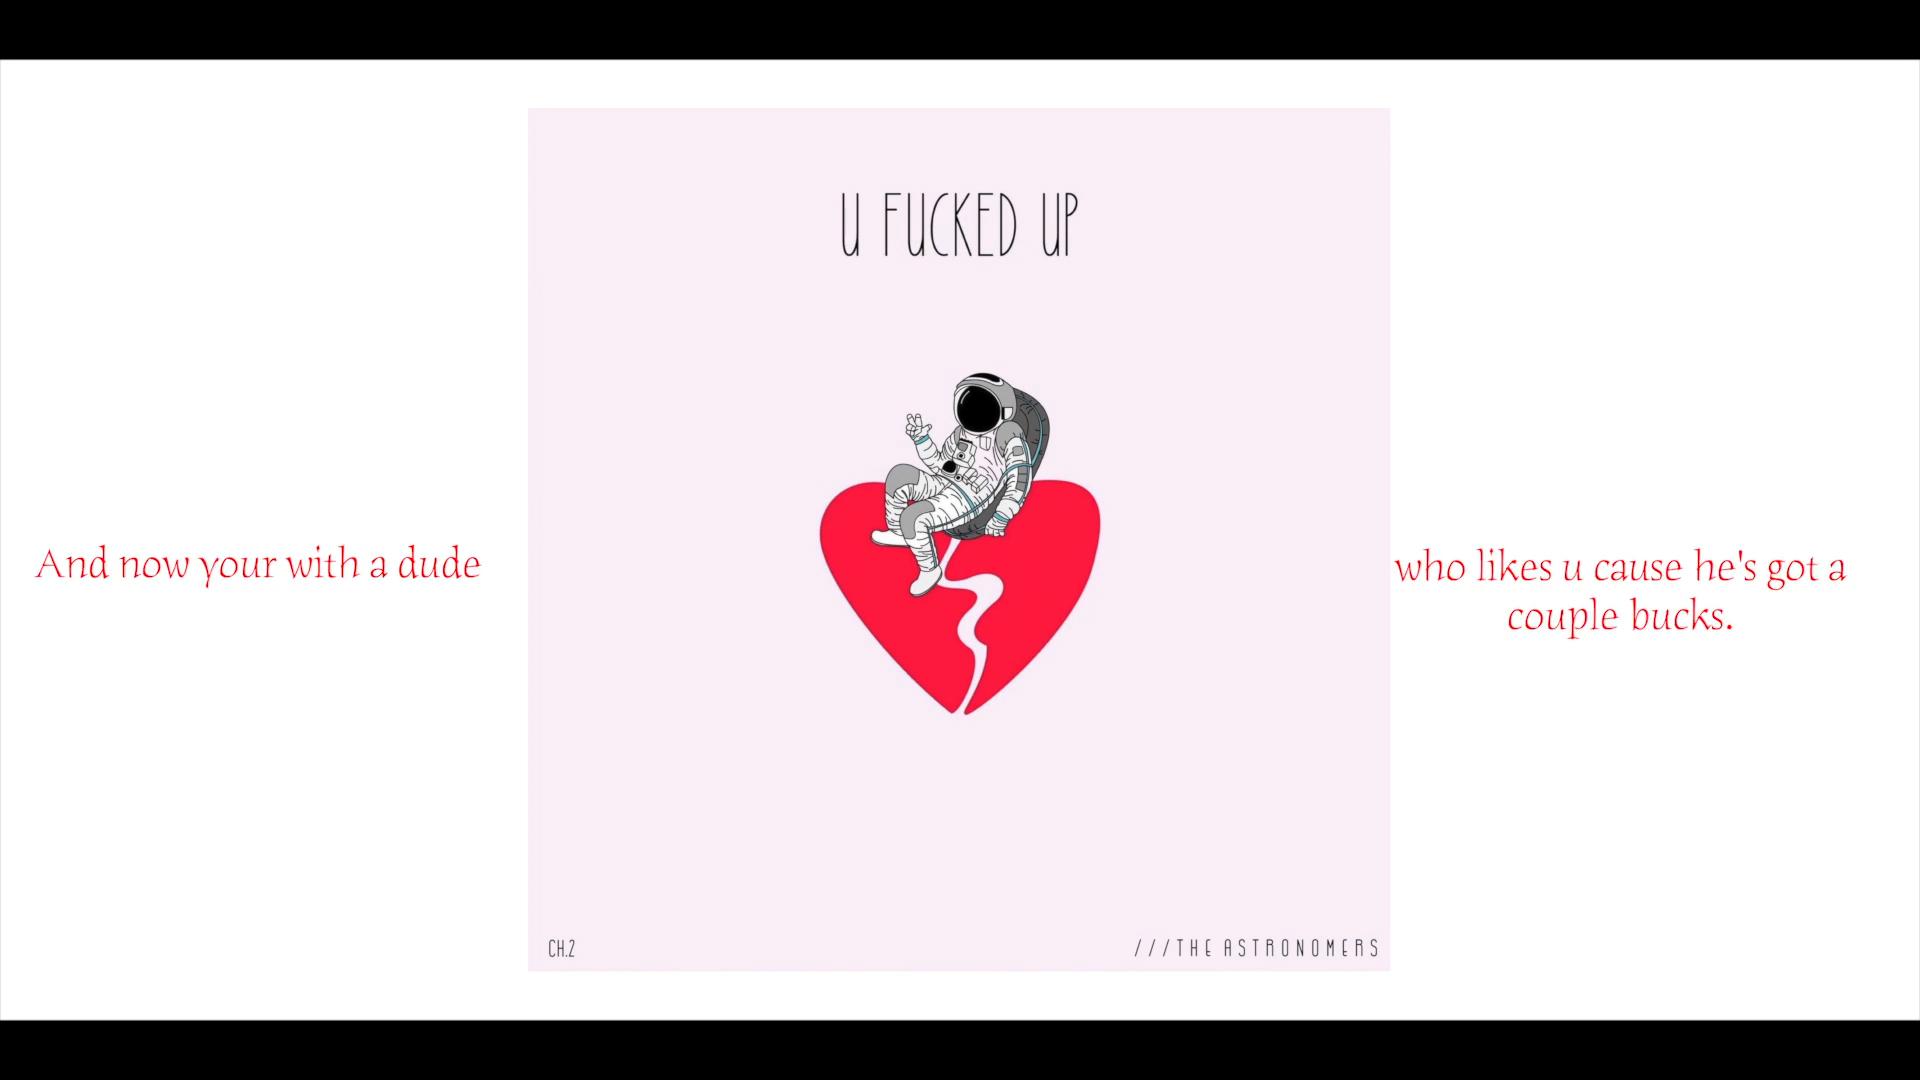 U FUCKED UP
And now your with a dude
who likes u cause he's got a
couple bucks.
CH.2
///THE ASTRONOMERS